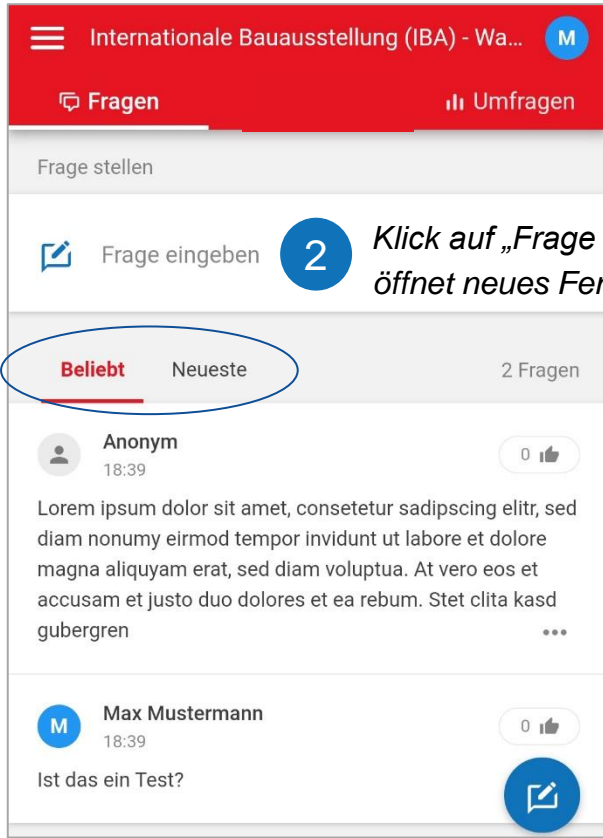 Internationale Bauausstellung (IBA) - Wa... M
Fragen Umfragen
Frage stellen
Frage eingeben 2 Klick auf „Frage
öffnet neues
Beliebt Neueste 2 Fragen
Anonym
18:39 0
Lorem ipsum dolor sit amet, consetetur sadipscing elitr, sed
diam nonumy eirmod tempor invidunt ut labore et dolore
magna aliquyam erat, sed diam voluptua. At vero eos et
accusam et justo duo dolores et ea rebum. Stet clita kasd
gubergren
M Max Mustermann
18:39 0
Ist das ein Test?